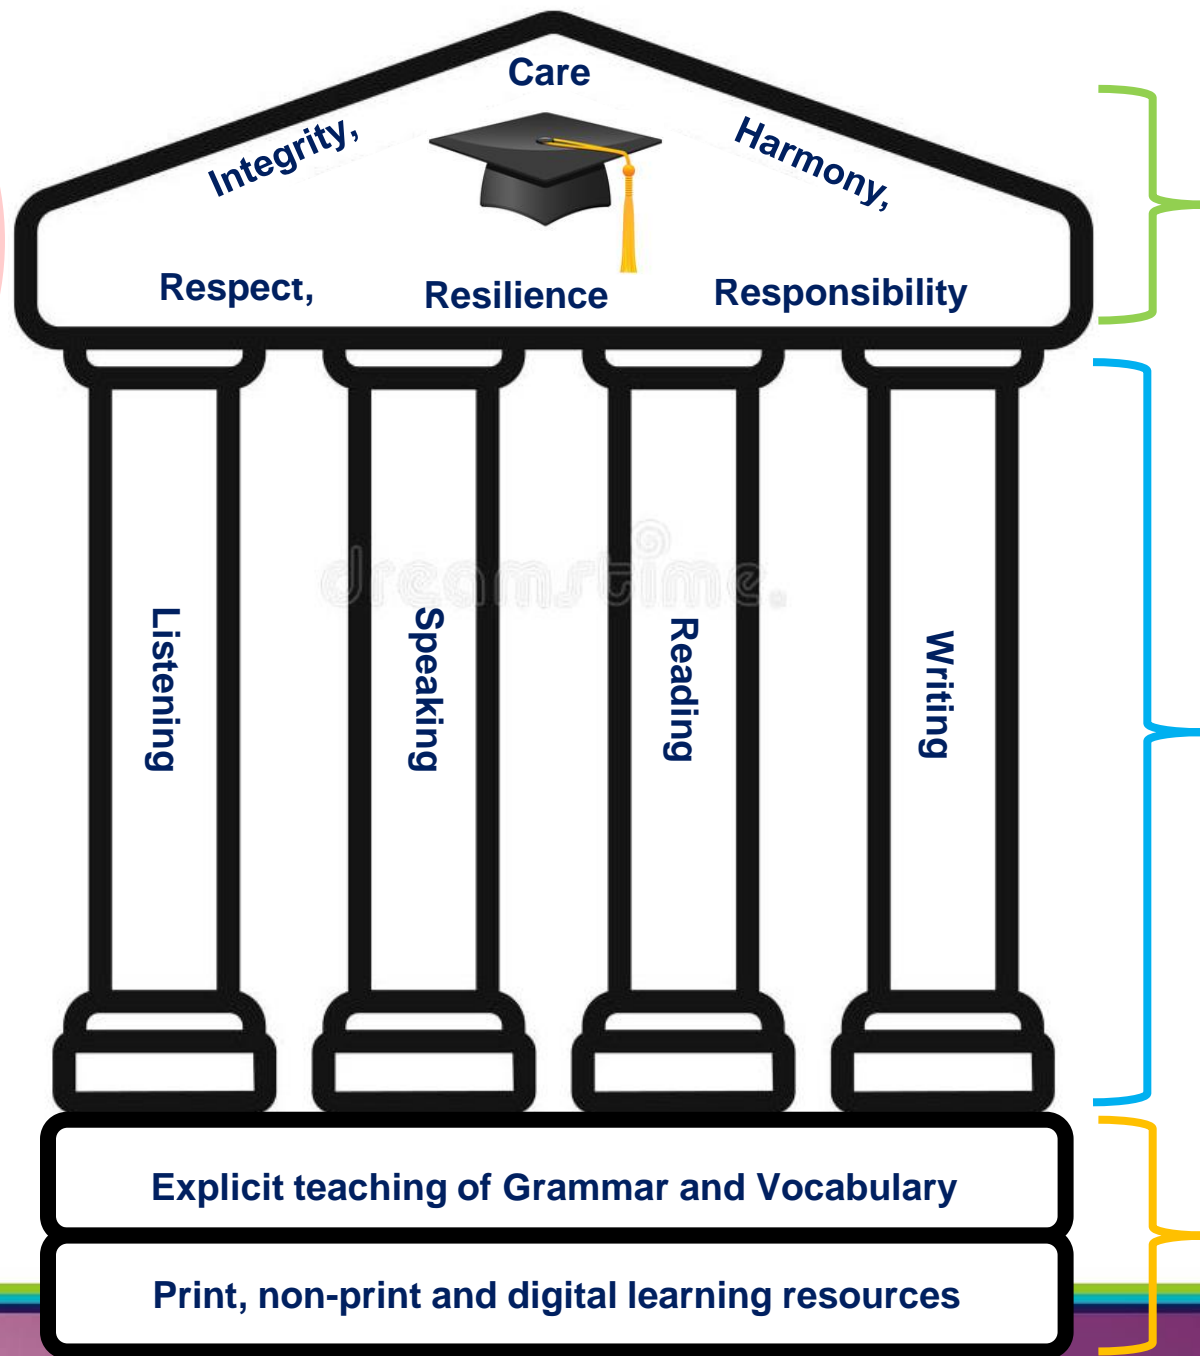 Care
Integrity,
Harmony,
Respect,
Resilience
Responsibility
dreamstime.
Listening
Speaking
Reading
Writing
Explicit teaching of Grammar and Vocabulary
Print, non-print and digital learning resources